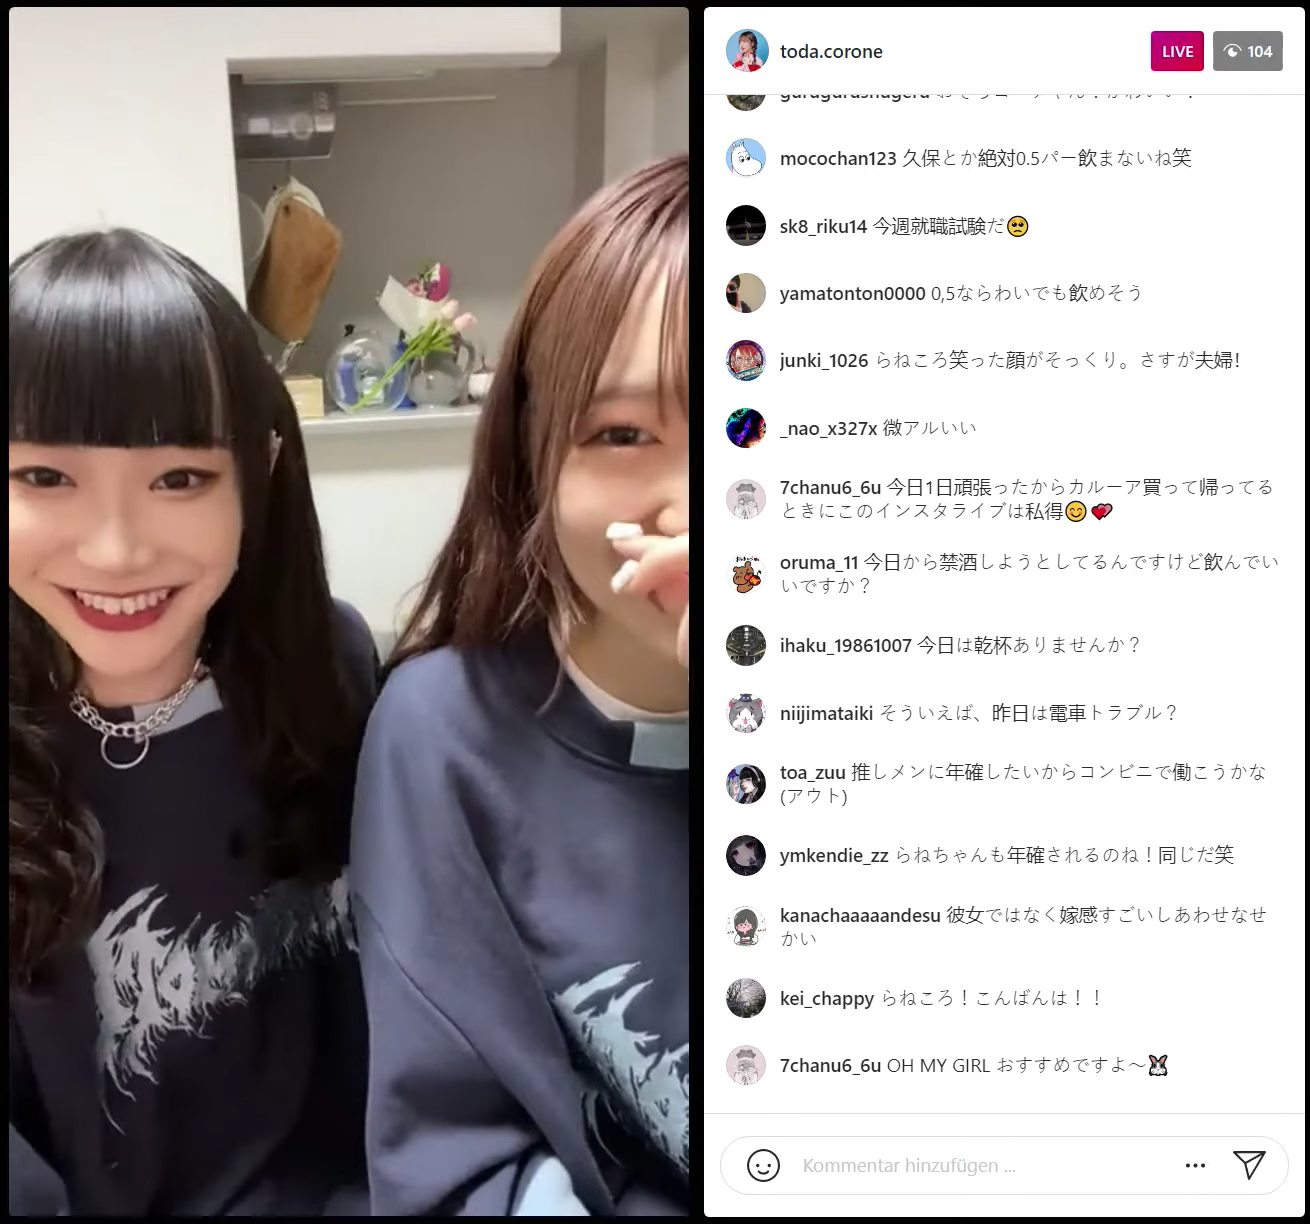 toda.corone
LIVE
104
mocochan123 久保とか絶対0.5パー飲まないね笑
sk8_riku14 今週就職試験だ🥺
yamatonton0000 0,5ならわいでも飲めそう
junki_1026 らねころ笑った顔がそっくり。さすが夫婦!
_nao_x327x 微アルいい
7chanu6_6u 今日1日頑張ったからカルーア買って帰ってる
ときにこのインスタライブは私得😊💕
oruma_11 今日から禁酒しようとしてるんですけど飲んでい
いですか？
ihaku_19861007 今日は乾杯ありませんか？
niijimataiki そういえば、昨日は電車トラブル？
toa_zuu 推しメンに年確したいからコンビニで働こうかな
(アウト)
ymkendie_zz らねちゃんも年確されるのね！同じだ笑
kanachaaaaandesu 彼女ではなく嫁感すごいしあわせなせ
かい
kei_chappy らねころ！こんばんは！！
7chanu6_6u OH MY GIRL おすすめですよ〜🐰
Kommentar hinzufügen ...